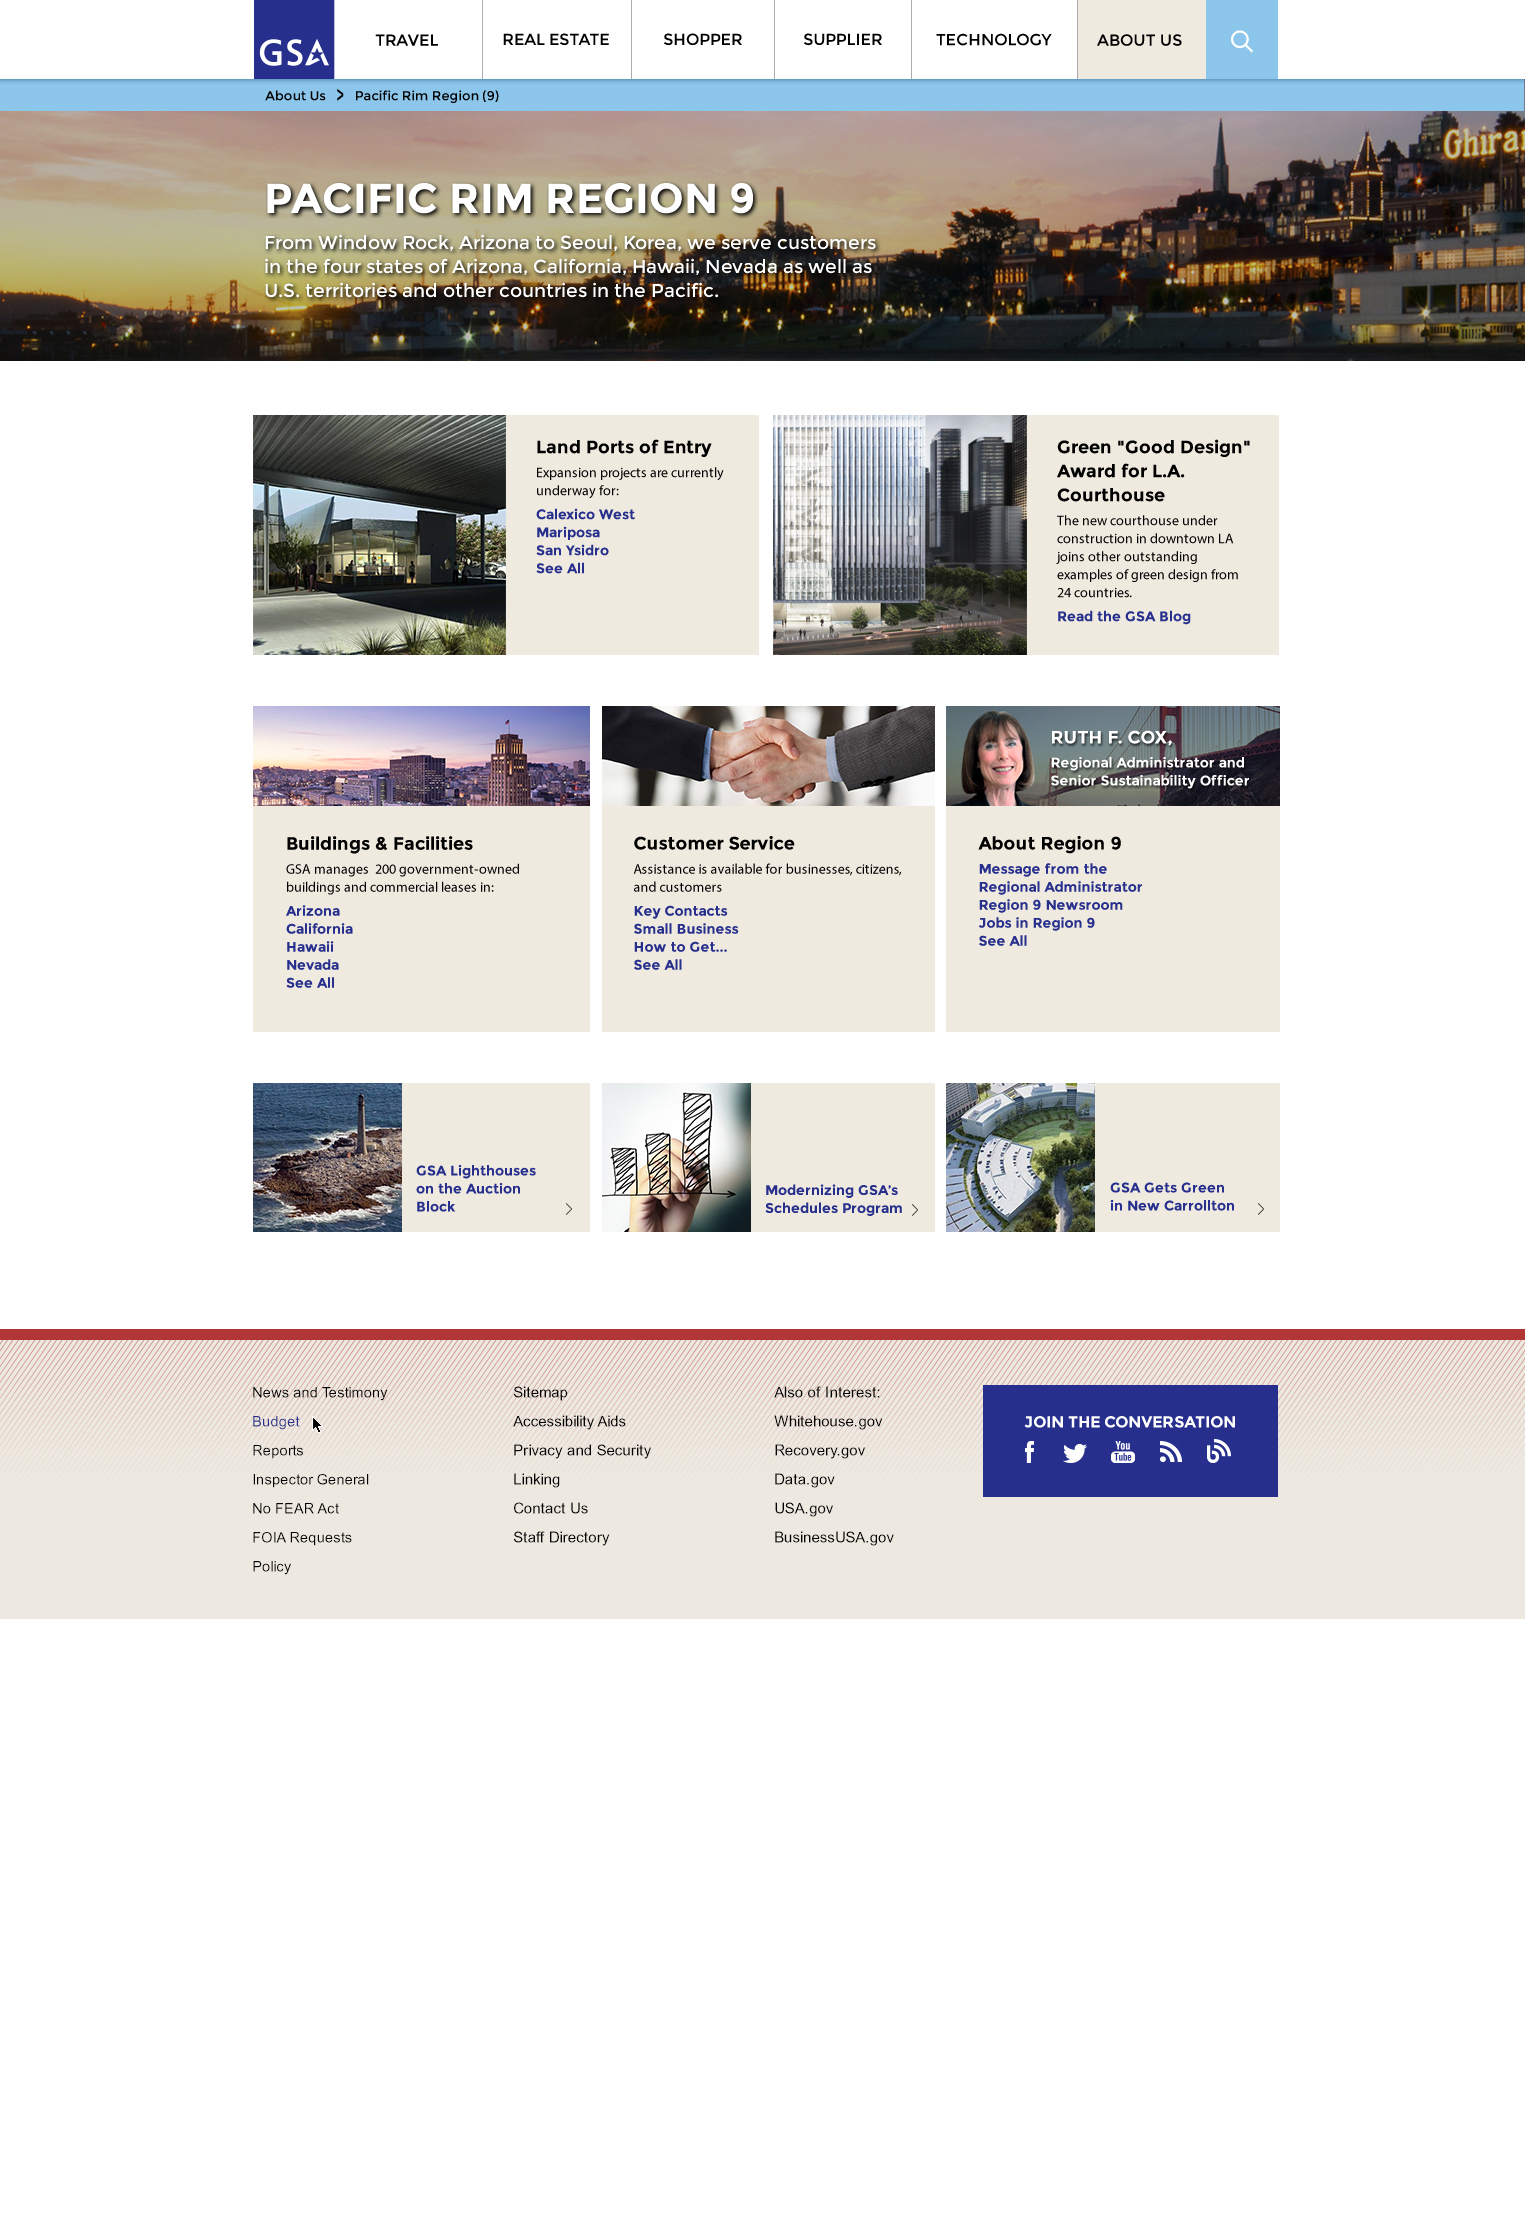 GSA
TRAVEL
REAL ESTATE
SHOPPER
SUPPLIER
TECHNOLOGY
ABOUT US
About Us > Pacific Rim Region (9)
Ghirar
PACIFIC RIM REGION 9
From Window Rock, Arizona to Seoul, Korea, we serve customers
in the four states of Arizona, California, Hawaii, Nevada as well as
U.S. territories and other countries in the Pacific.
Land Ports of Entry
Expansion projects are currently
underway for:
Calexico West
Mariposa
San Ysidro
See All
Green "Good Design"
Award for L.A.
Courthouse
The new courthouse under
construction in downtown LA
joins other outstanding
examples of green design from
24 countries.
Read the GSA Blog
Buildings & Facilities
GSA manages  200 government-owned
buildings and commercial leases in:
Arizona
California
Hawaii
Nevada
See All
Customer Service
Assistance is available for businesses, citizens,
and customers
Key Contacts
Small Business
How to Get...
See All
RUTH F. COX,
Regional Administrator and
Senior Sustainability Officer
About Region 9
Message from the
Regional Administrator
Region 9 Newsroom
Jobs in Region 9
See All
GSA Lighthouses
on the Auction
Block
Modernizing GSA's
Schedules Program
GSA Gets Green
in New Carrollton
News and Testimony
Budget
Reports
Inspector General
No FEAR Act
FOIA Requests
Policy
Sitemap
Accessibility Aids
Privacy and Security
Linking
Contact Us
Staff Directory
Also of Interest:
Whitehouse.gov
Recovery.gov
Data.gov
USA.gov
BusinessUSA.gov
JOIN THE CONVERSATION
You
Tube